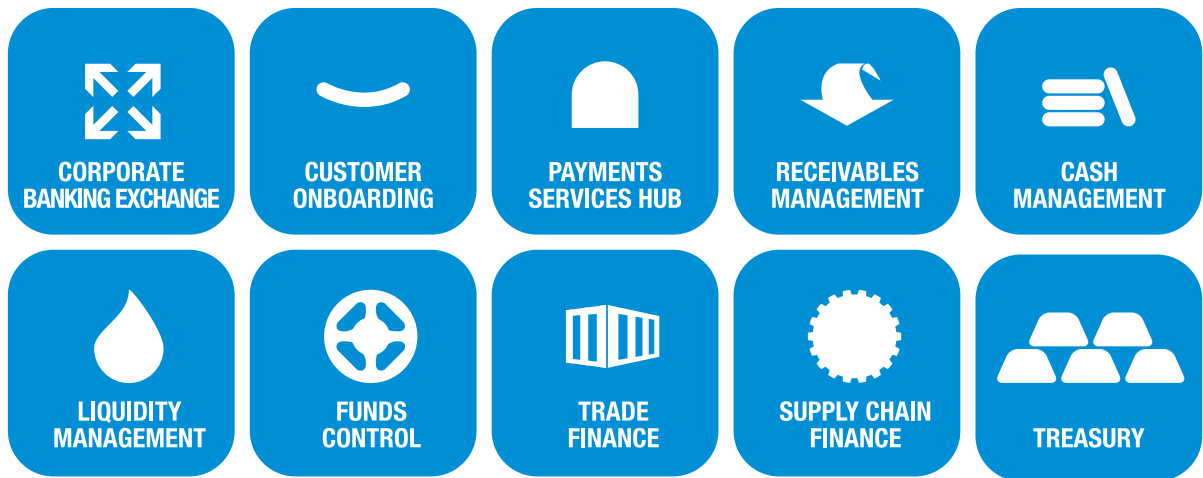 CORPORATE
BANKING EXCHANGE
CUSTOMER
ONBOARDING
PAYMENTS
SERVICES HUB
RECEIVABLES
MANAGEMENT
CASH
MANAGEMENT
LIQUIDITY
MANAGEMENT
FUNDS
CONTROL
TRADE
FINANCE
SUPPLY CHAIN
FINANCE
TREASURY